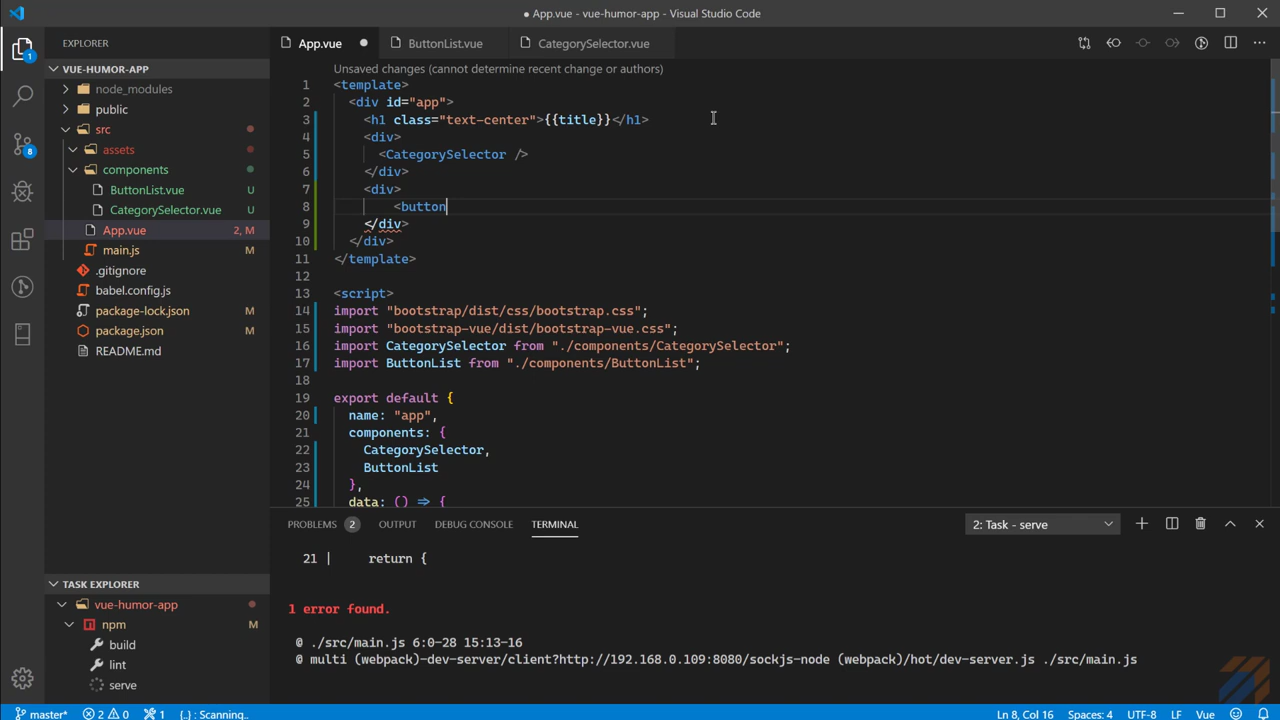 App.vue - vue-humor-app - Visual Studio Code
EXPLORER
App.vue
ButtonList.vue
CategorySelector.vue
VUE-HUMOR-APP
node_modules
public
src
assets
components
ButtonList.vue U
CategorySelector.vue U
App.vue 2, M
main.js M
.gitignore
babel.config.js
package-lock.json M
package.json M
README.md
1
8
Unsaved changes (cannot determine recent change or authors)
1 <template>
2 <div id="app">
3 <h1 class="text-center">{{title}}</h1>
4 <div>
5 <CategorySelector />
6 </div>
7 <div>
8 <button
9 </div>
10 </div>
11 </template>
12
13 <script>
14 import "bootstrap/dist/css/bootstrap.css";
15 import "bootstrap-vue/dist/bootstrap-vue.css";
16 import CategorySelector from "./components/CategorySelector";
17 import ButtonList from "./components/ButtonList";
18
19 export default {
20 name: "app",
21 components: {
22 CategorySelector,
23 ButtonList
24 },
25 data: () => {
PROBLEMS 2 OUTPUT DEBUG CONSOLE TERMINAL
2: Task - serve
21 | return {
1 error found.
@ ./src/main.js 6:0-28 15:13-16
@ multi (webpack)-dev-server/client?http://192.168.0.109:8080/sockjs-node (webpack)/hot/dev-server.js ./src/main.js
TASK EXPLORER
vue-humor-app
npm M
build
lint
serve
master* 2 0 1 {..} : Scanning.. Ln 8, Col 16 Spaces: 4 UTF-8 LF Vue